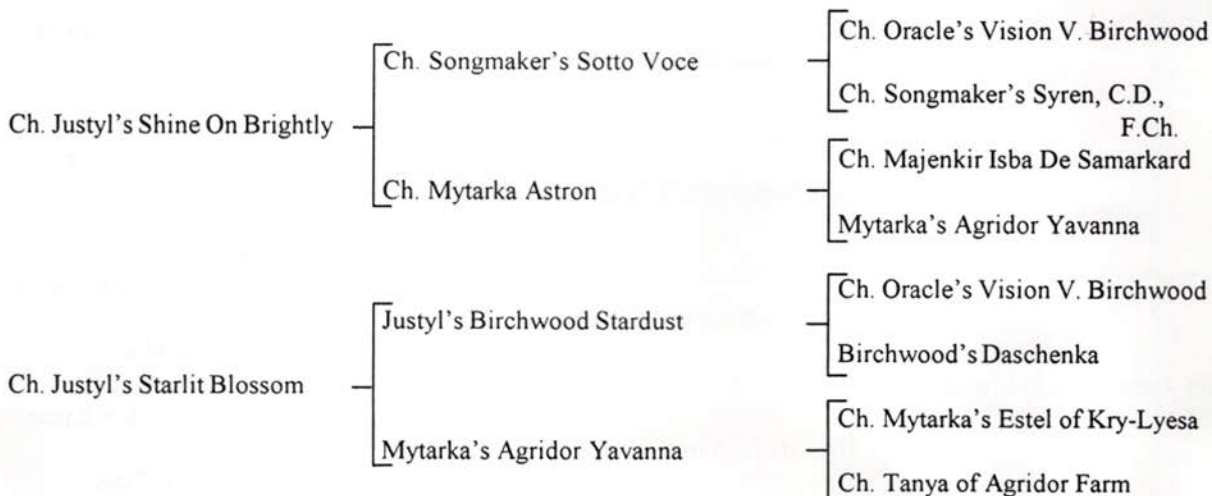 Ch. Oracle's Vision V. Birchwood
Ch. Songmaker's Sotto Voce
Ch. Songmaker's Syren, C.D.,
F.Ch.
Ch. Justyl's Shine On Brightly
Ch. Majenkir Isba De Samarkard
Ch. Mytarka Astron
Mytarka's Agridor Yavanna
Ch. Oracle's Vision V. Birchwood
Justyl's Birchwood Stardust
Birchwood's Daschenka
Ch. Justyl's Starlit Blossom
Ch. Mytarka's Estel of Kry-Lyesa
Mytarka's Agridor Yavanna
Ch. Tanya of Agridor Farm